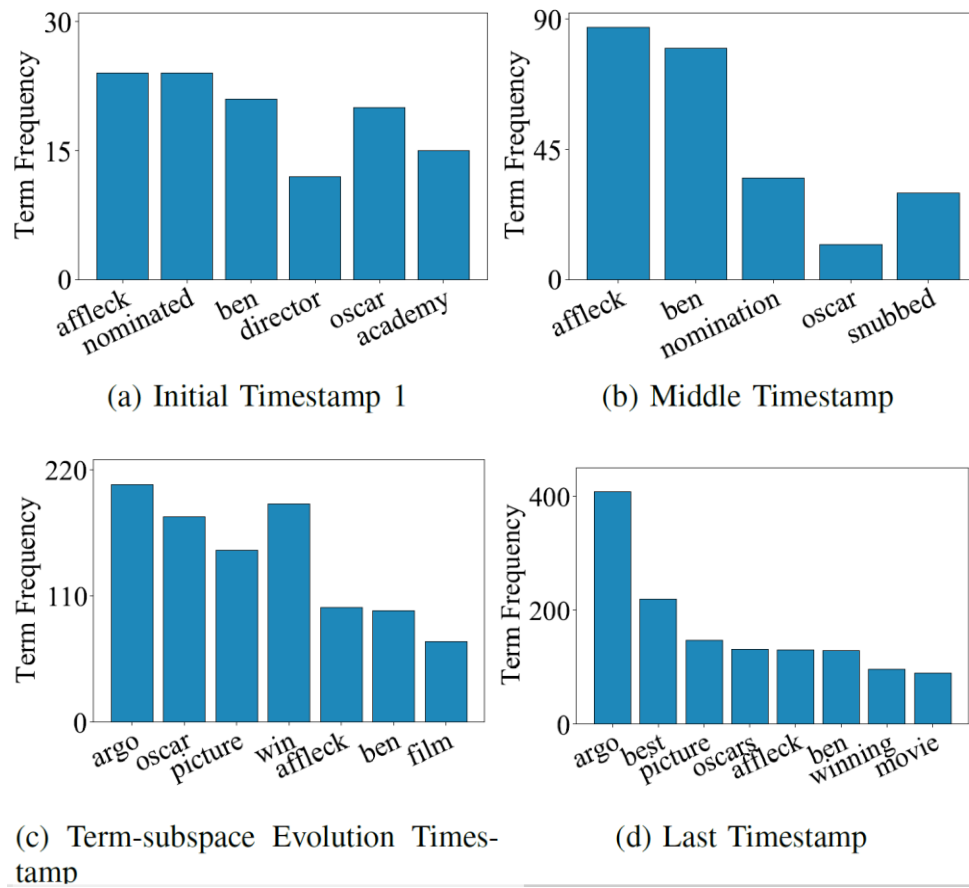 30
15
0
Term Frequency
affleck
nominated
ben
director
oscar
academy
(a) Initial Timestamp 1
90
45
0
Term Frequency
affleck
ben
nomination
oscar
snubbed
(b) Middle Timestamp
220
110
0
Term Frequency
argo
oscar
picture
win
affleck
ben
film
(c) Term-subspace Evolution Times-
tamp
400
200
0
Term Frequency
argo
best
picture
oscars
affleck
ben
winning
movie
(d) Last Timestamp